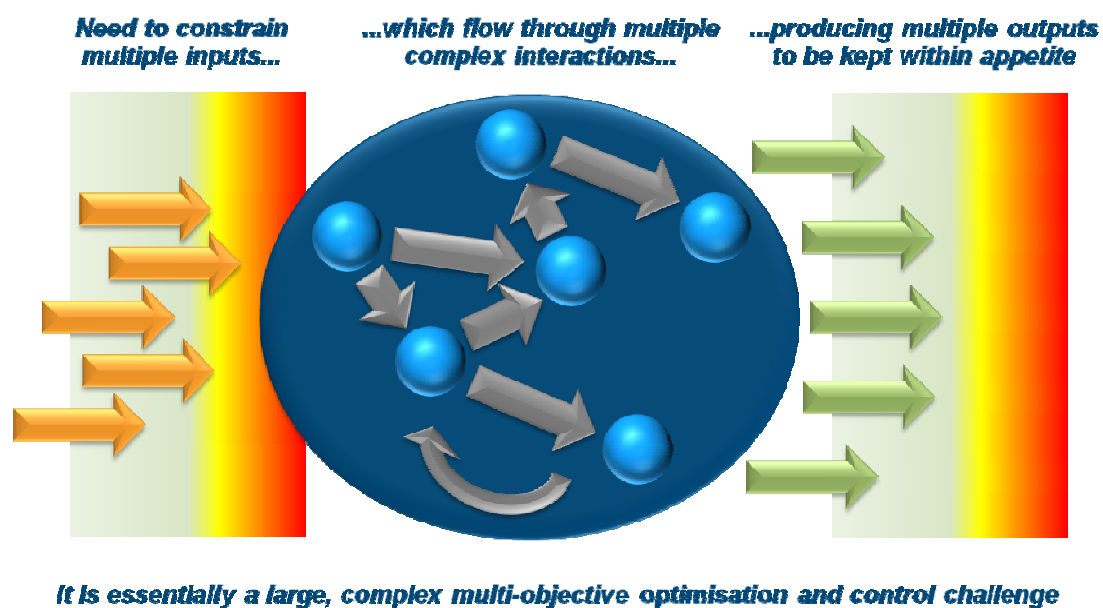 Need to constrain
multiple inputs...
...which flow through multiple
complex interactions...
...producing multiple outputs
to be kept within appetite
It is essentially a large, complex multi-objective optimisation and control challenge